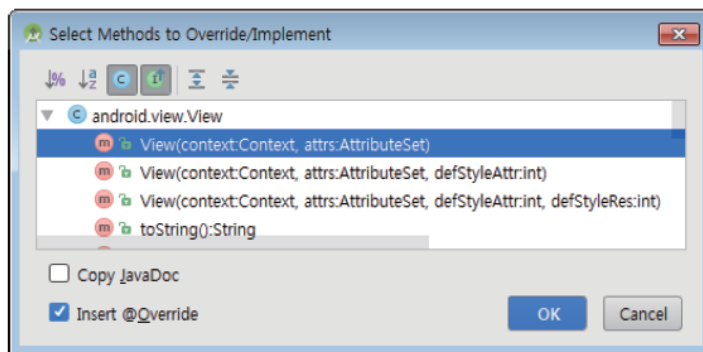 Select Methods to Override/Implement
android.view.View
View(context:Context, attrs:AttributeSet)
View(context:Context, attrs:AttributeSet, defStyleAttr:int)
View(context:Context, attrs:AttributeSet, defStyleAttr:int, defStyleRes:int)
toString():String
Copy JavaDoc
Insert @Override
OK Cancel